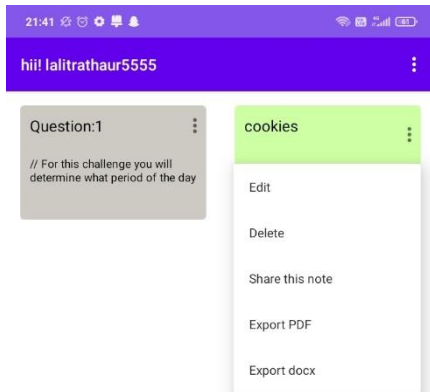 21:41
61
hii! lalitrathaur5555
Question:1
// For this challenge you will
determine what period of the day
cookies
Edit
Delete
Share this note
Export PDF
Export docx